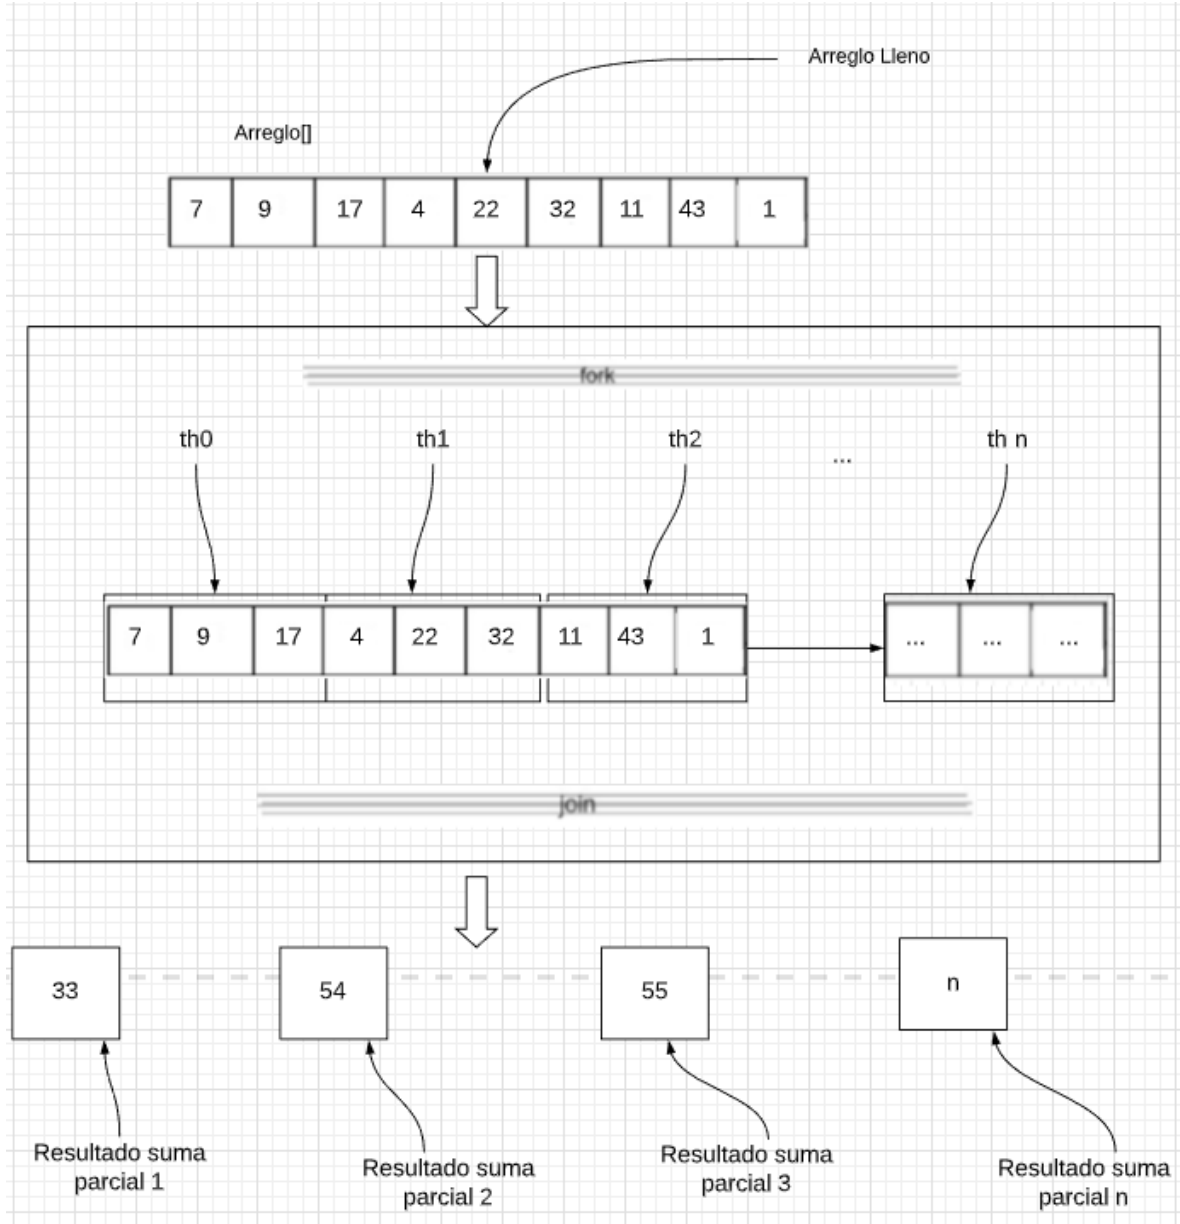 Arreglo Lleno
Arreglo[]
7 9 17 4 22 32 11 43 1
fork
th0 th1 th2 ... th n
7 9 17 4 22 32 11 43 1 ... ... ...
join
33 54 55 n
Resultado suma
parcial 1
Resultado suma
parcial 2
Resultado suma
parcial 3
Resultado suma
parcial n